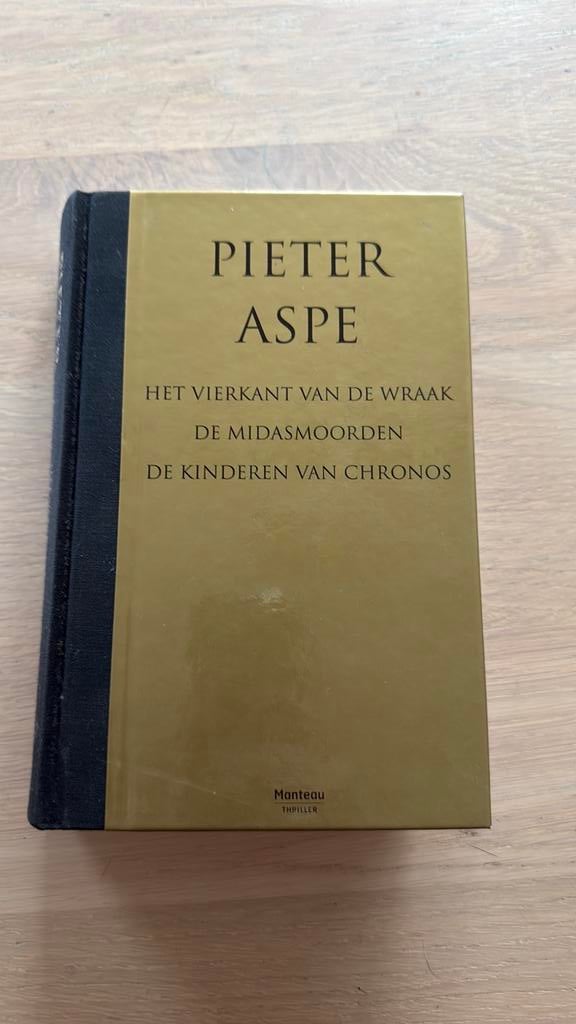 PIETER
ASPE
HET VIERKANT VAN DE WRAAK
DE MIDASMOORDEN
DE KINDEREN VAN CHRONOS
Manteau
THRILLER